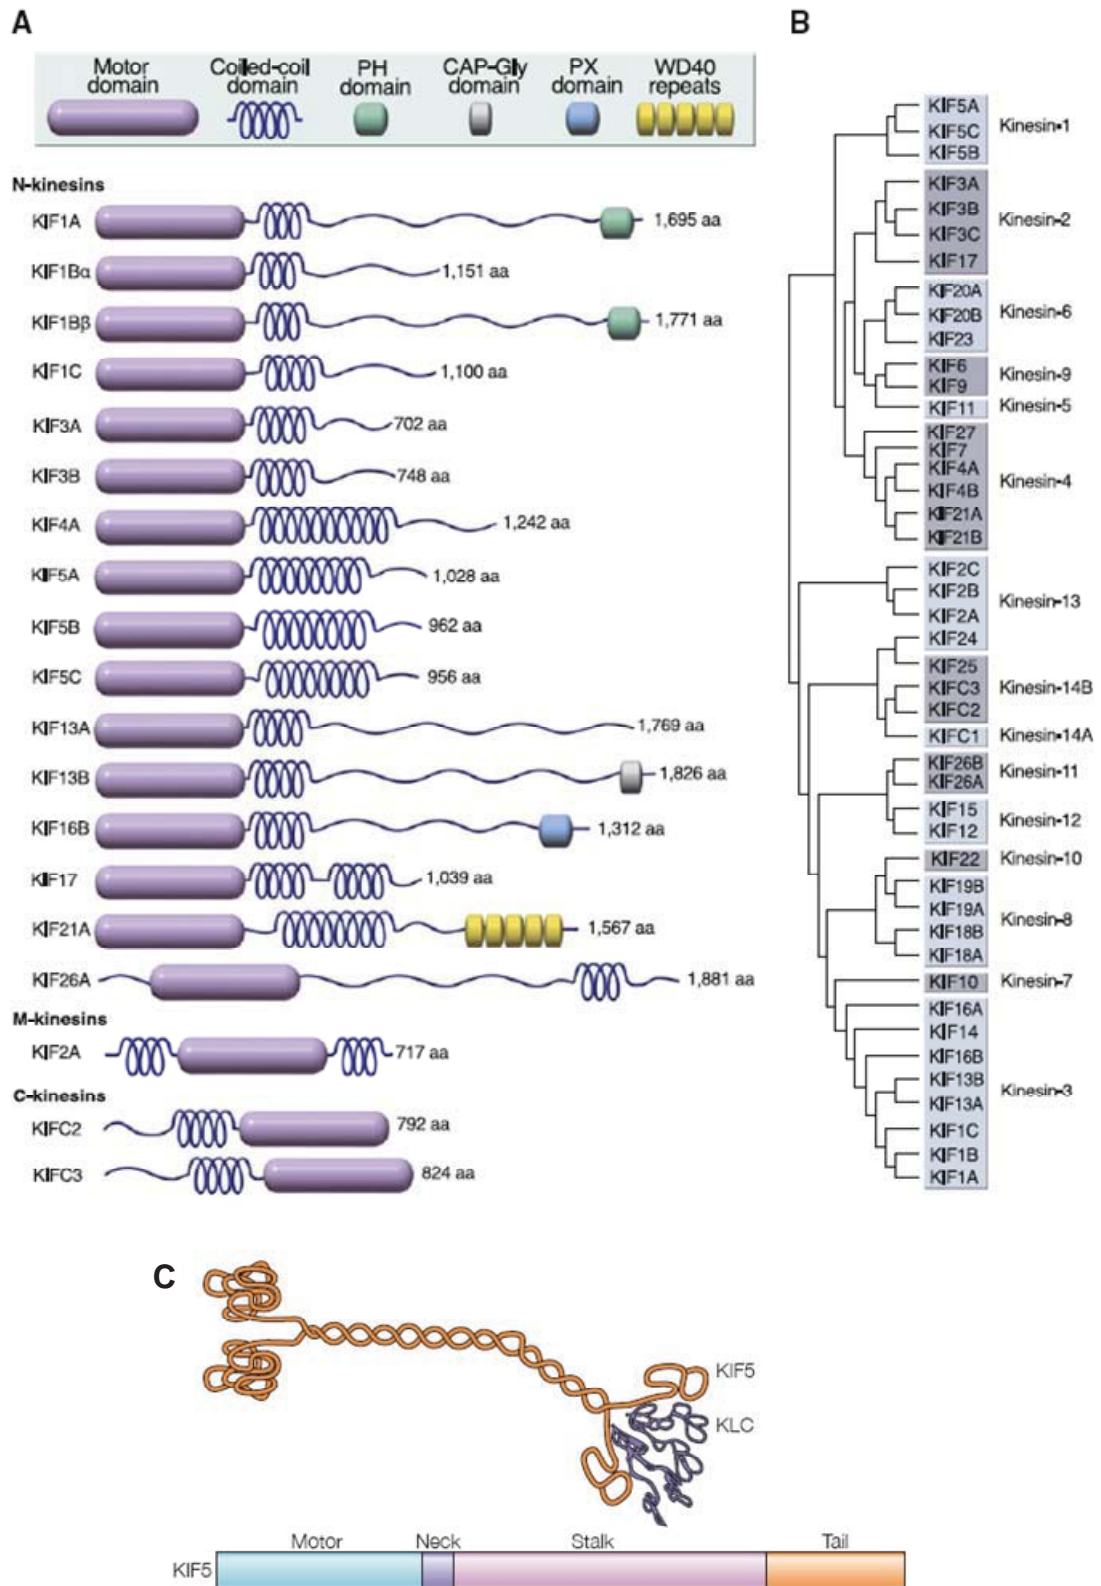 A
Motor domain
Coiled-coil domain
PH domain
CAP-Gly domain
PX domain
WD40 repeats
N-kinesins
KIF1A 1,695 aa
KIF1Bα 1,151 aa
KIF1Bβ 1,771 aa
KIF1C 1,100 aa
KIF3A 702 aa
KIF3B 748 aa
KIF4A 1,242 aa
KIF5A 1,028 aa
KIF5B 962 aa
KIF5C 956 aa
KIF13A 1,769 aa
KIF13B 1,826 aa
KIF16B 1,312 aa
KIF17 1,039 aa
KIF21A 1,567 aa
KIF26A 1,881 aa
M-kinesins
KIF2A 717 aa
C-kinesins
KIFC2 792 aa
KIFC3 824 aa
B
KIF5A
KIF5C
KIF5B
Kinesin-1
KIF3A
KIF3B
KIF3C
KIF17
Kinesin-2
KIF20A
KIF20B
KIF23
Kinesin-6
KIF6
KIF9
Kinesin-9
KIF11
Kinesin-5
KIF27
KIF7
KIF4A
KIF4B
KIF21A
KIF21B
Kinesin-4
KIF2C
KIF2B
KIF2A
KIF24
Kinesin-13
KIF25
KIFC3
KIFC2
Kinesin-14B
KIFC1
Kinesin-14A
KIF26B
KIF26A
Kinesin-11
KIF15
KIF12
Kinesin-12
KIF22
Kinesin-10
KIF19B
KIF19A
KIF18B
KIF18A
Kinesin-8
KIF10
Kinesin-7
KIF16A
KIF14
KIF16B
KIF13B
KIF13A
KIF1C
KIF1B
KIF1A
Kinesin-3
C
KIF5
KLC
Motor Neck Stalk Tail
KIF5